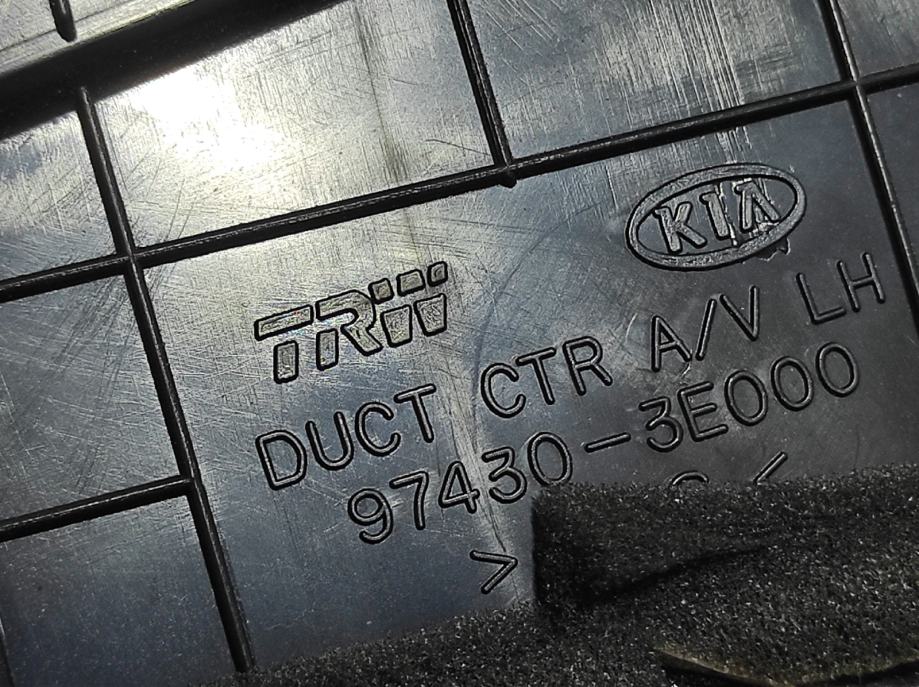 KIA
TRW
DUCT CTR A/V LH
97430-3E000